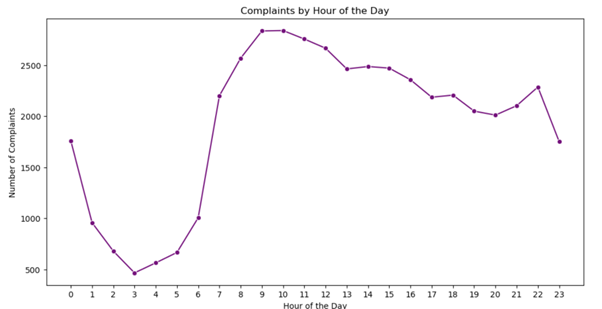 Complaints by Hour of the Day
Number of Complaints
2500
2000
1500
1000
500
0 1 2 3 4 5 6 7 8 9 10 11 12 13 14 15 16 17 18 19 20 21 22 23
Hour of the Day